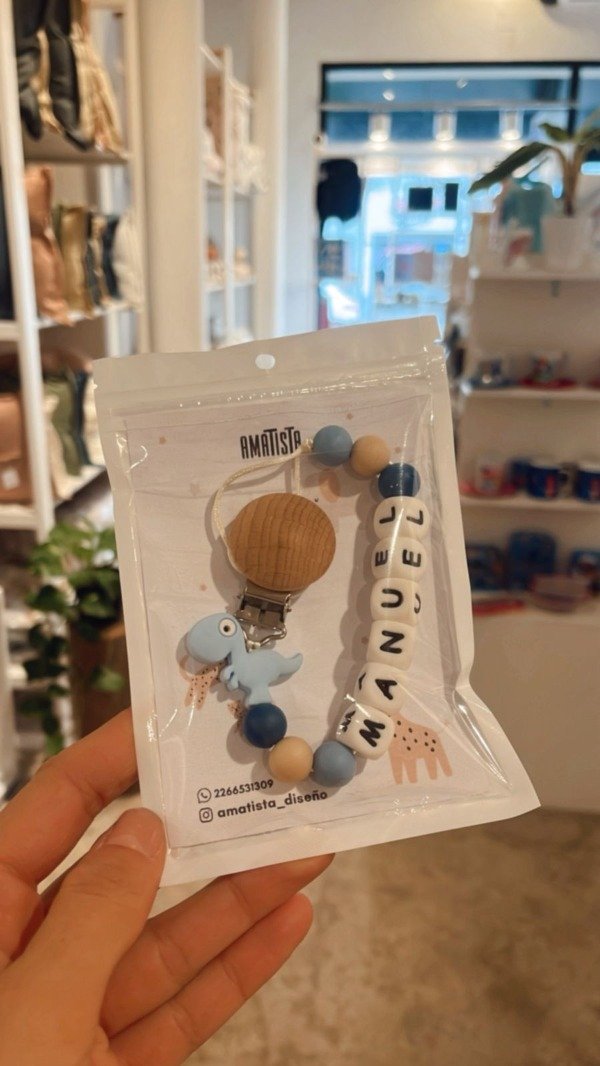 AMATISTA
MANUEL
2266531309
amatista_diseño